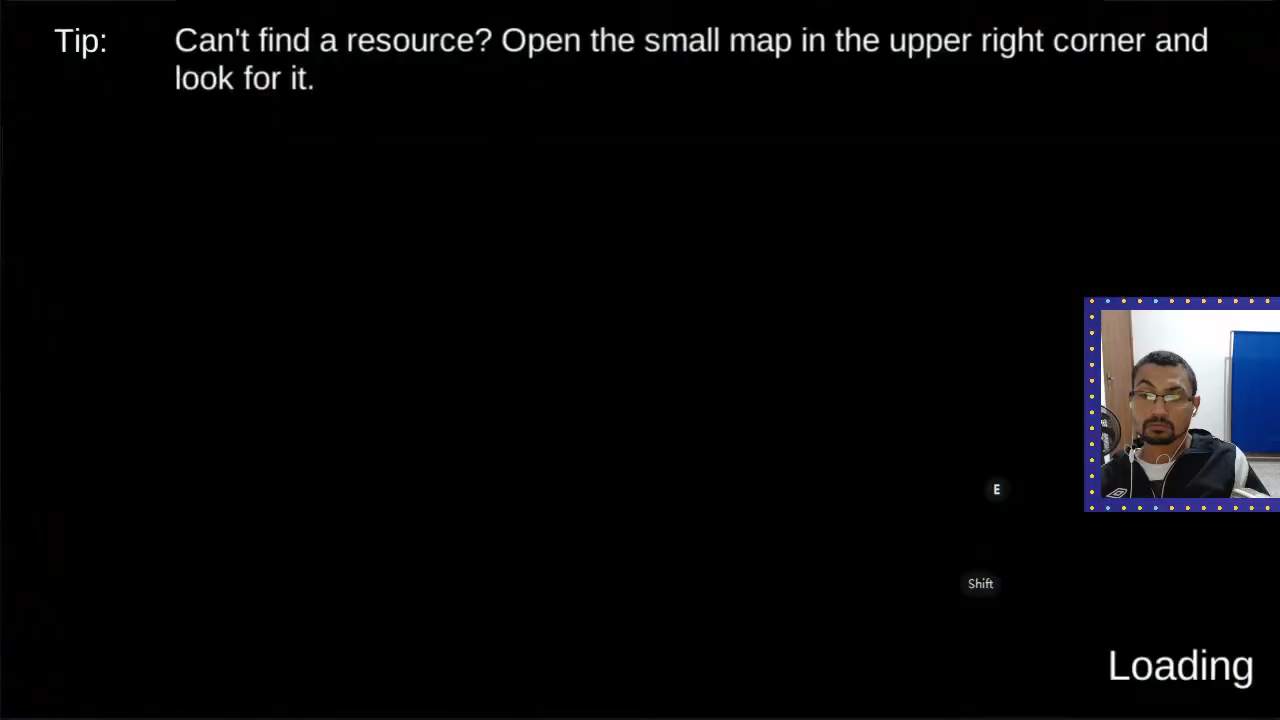 Tip: Can't find a resource? Open the small map in the upper right corner and
look for it.
E
Shift
Loading